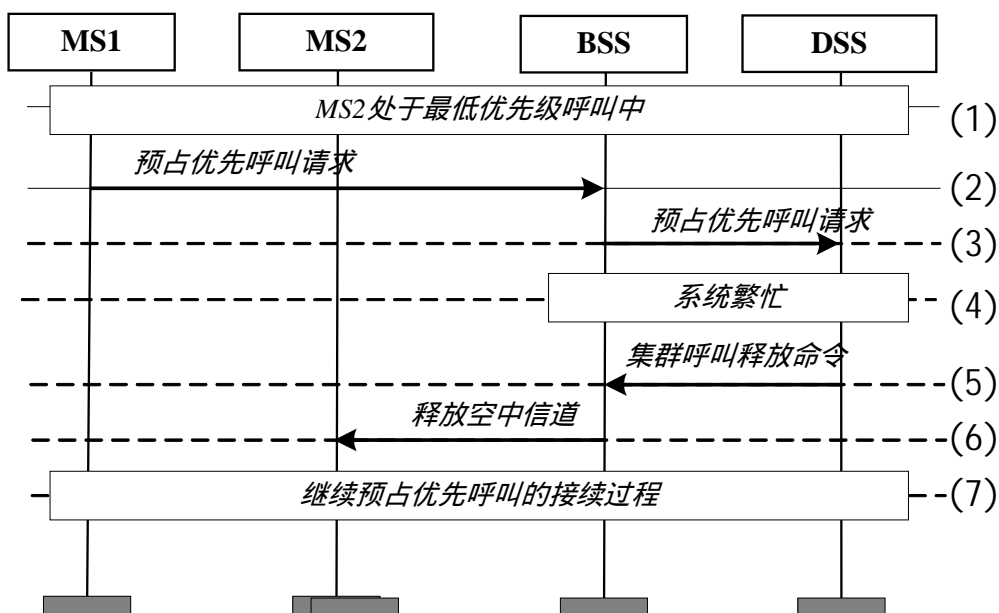 MS1 MS2 BSS DSS
MS2处于最低优先级呼叫中 (1)
预占优先呼叫请求 (2)
预占优先呼叫请求 (3)
系统繁忙 (4)
集群呼叫释放命令 (5)
释放空中信道 (6)
继续预占优先呼叫的接续过程 (7)